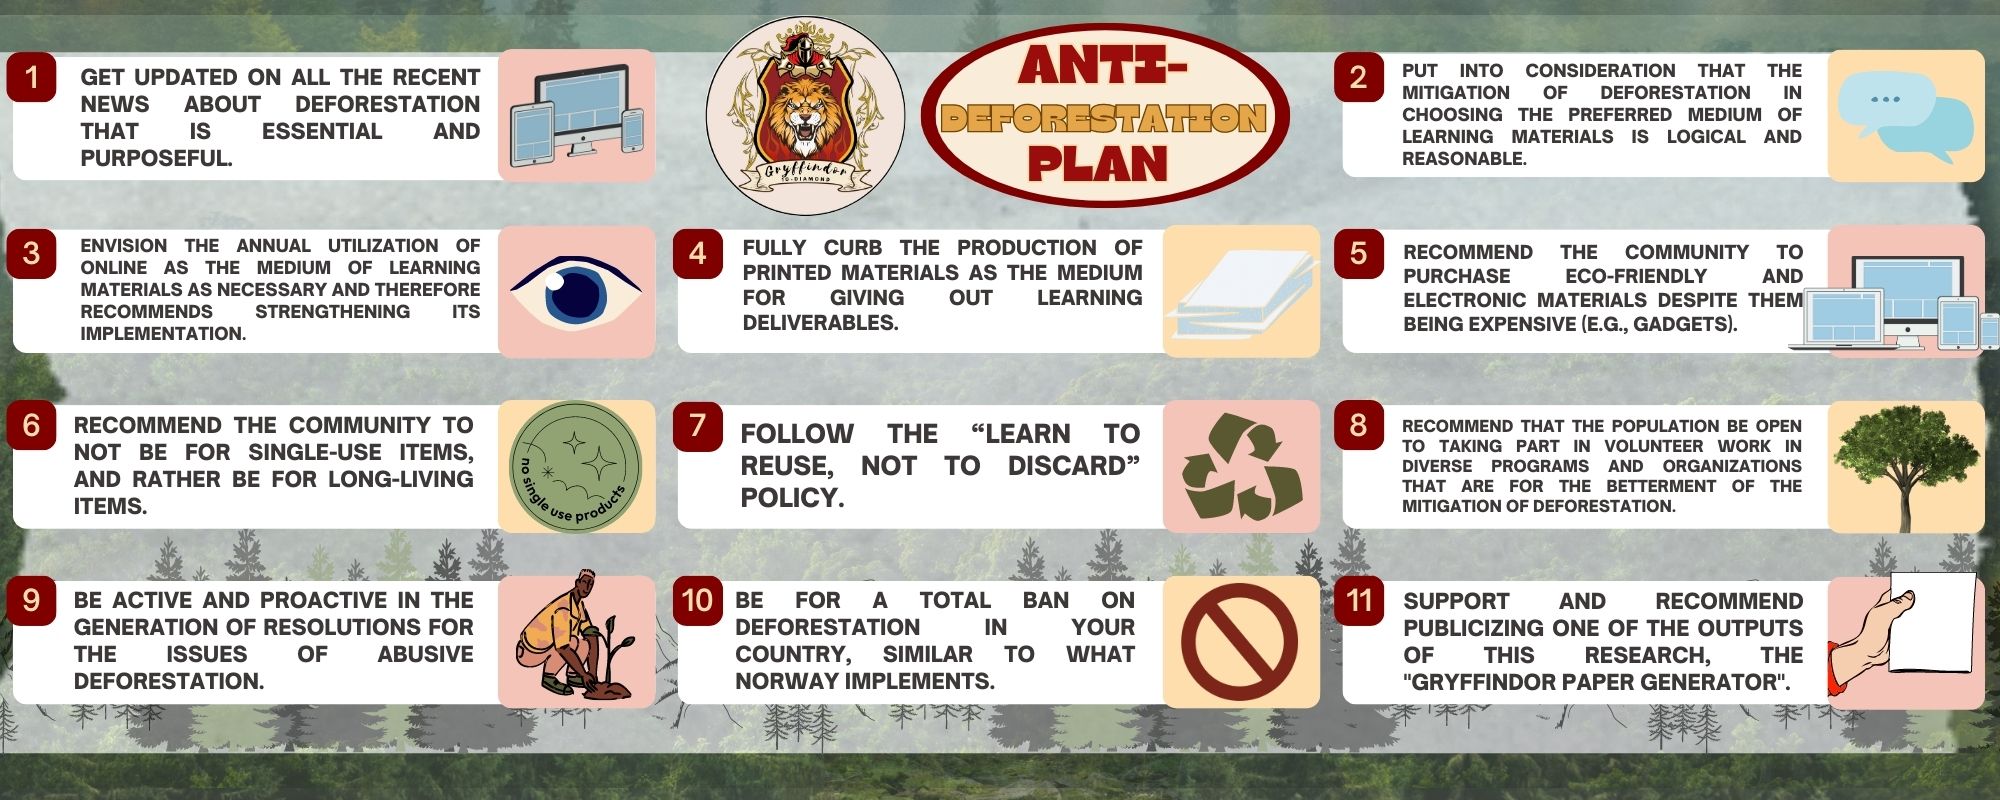 1
GET UPDATED ON ALL THE RECENT
NEWS ABOUT DEFORESTATION
THAT IS ESSENTIAL AND
PURPOSEFUL.
Gryffindor
10-DIAMOND
ANTI-
DEFORESTATION
PLAN
2
PUT INTO CONSIDERATION THAT THE
MITIGATION OF DEFORESTATION IN
CHOOSING THE PREFERRED MEDIUM OF
LEARNING MATERIALS IS LOGICAL AND
REASONABLE.
3
ENVISION THE ANNUAL UTILIZATION OF
ONLINE AS THE MEDIUM OF LEARNING
MATERIALS AS NECESSARY AND THEREFORE
RECOMMENDS STRENGTHENING ITS
IMPLEMENTATION.
4
FULLY CURB THE PRODUCTION OF
PRINTED MATERIALS AS THE MEDIUM
FOR GIVING OUT LEARNING
DELIVERABLES.
5
RECOMMEND THE COMMUNITY TO
PURCHASE ECO-FRIENDLY AND
ELECTRONIC MATERIALS DESPITE THEM
BEING EXPENSIVE (E.G., GADGETS).
6
RECOMMEND THE COMMUNITY TO
NOT BE FOR SINGLE-USE ITEMS,
AND RATHER BE FOR LONG-LIVING
ITEMS.
no single use products
7
FOLLOW THE “LEARN TO
REUSE, NOT TO DISCARD”
POLICY.
8
RECOMMEND THAT THE POPULATION BE OPEN
TO TAKING PART IN VOLUNTEER WORK IN
DIVERSE PROGRAMS AND ORGANIZATIONS
THAT ARE FOR THE BETTERMENT OF THE
MITIGATION OF DEFORESTATION.
9
BE ACTIVE AND PROACTIVE IN THE
GENERATION OF RESOLUTIONS FOR
THE ISSUES OF ABUSIVE
DEFORESTATION.
10
BE FOR A TOTAL BAN ON
DEFORESTATION IN YOUR
COUNTRY, SIMILAR TO WHAT
NORWAY IMPLEMENTS.
11
SUPPORT AND RECOMMEND
PUBLICIZING ONE OF THE OUTPUTS
OF THIS RESEARCH, THE
"GRYFFINDOR PAPER GENERATOR".